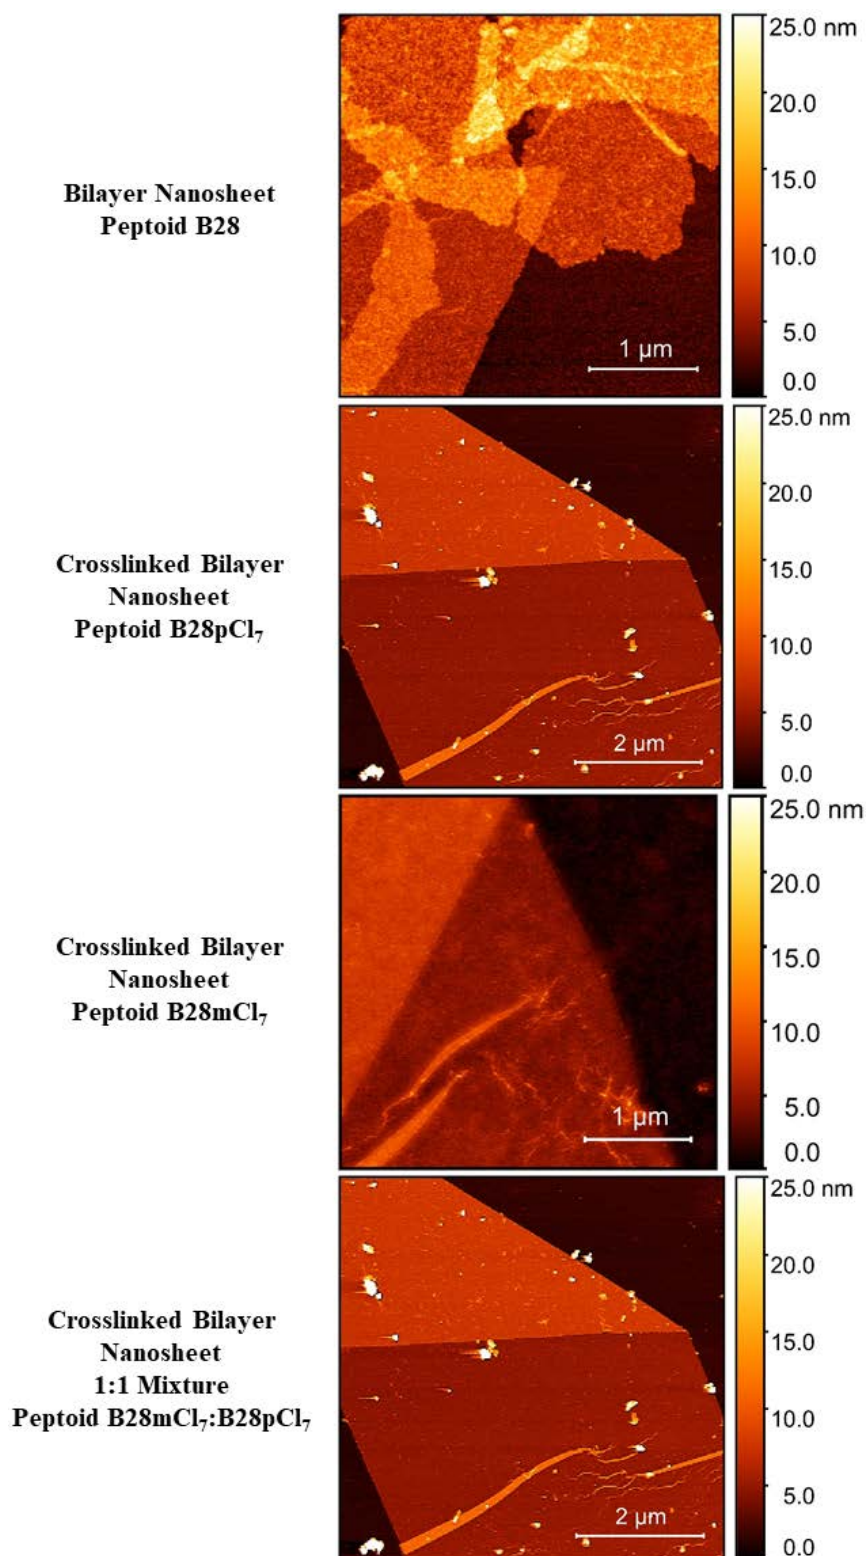 Bilayer Nanosheet
Peptoid B28
25.0 nm
20.0
15.0
10.0
5.0
0.0
1 µm
Crosslinked Bilayer
Nanosheet
Peptoid B28pCl₇
25.0 nm
20.0
15.0
10.0
5.0
0.0
2 µm
Crosslinked Bilayer
Nanosheet
Peptoid B28mCl₇
25.0 nm
20.0
15.0
10.0
5.0
0.0
1 µm
Crosslinked Bilayer
Nanosheet
1:1 Mixture
Peptoid B28mCl₇:B28pCl₇
25.0 nm
20.0
15.0
10.0
5.0
0.0
2 µm